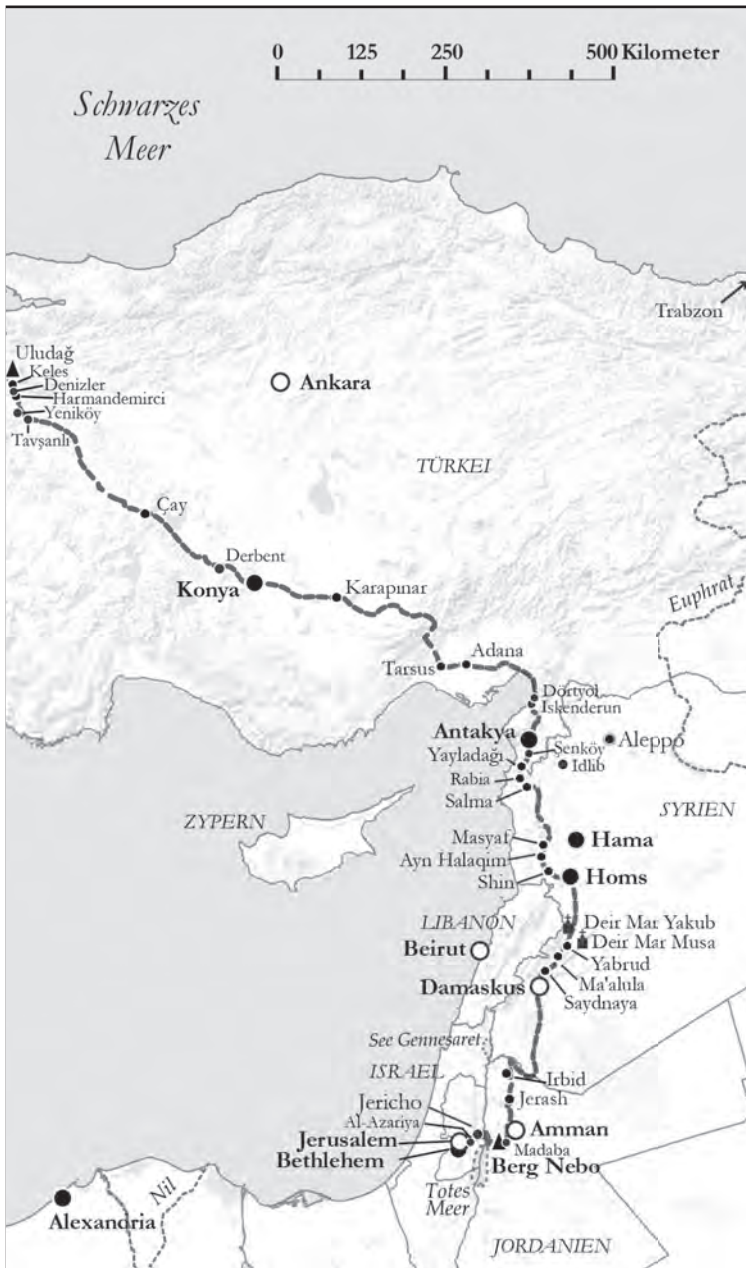 0 125 250 500 Kilometer
Schwarzes
Meer
Trabzon
Uludağ
Keles
Denizler
Harmandemirci
Yeniköy
Tavşanlı
Ankara
TÜRKEI
Çay
Derbent
Konya
Karapınar
Euphrat
Tarsus
Adana
Dörtyol
Iskenderun
Antakya
Şenköy
Aleppo
Yayladağı
Idlib
Rabia
Salma
SYRIEN
ZYPERN
Masyaf
Hama
Ayn Halaqim
Shin
Homs
LIBANON
Deir Mar Yakub
Deir Mar Musa
Beirut
Yabrud
Ma'alula
Damaskus
Saydnaya
See Genneşaret
ISRAEL
Irbid
Jericho
Jerash
Al-Azariya
Amman
Jerusalem
Madaba
Bethlehem
Berg Nebo
Totes
Meer
Nil
Alexandria
JORDANIEN